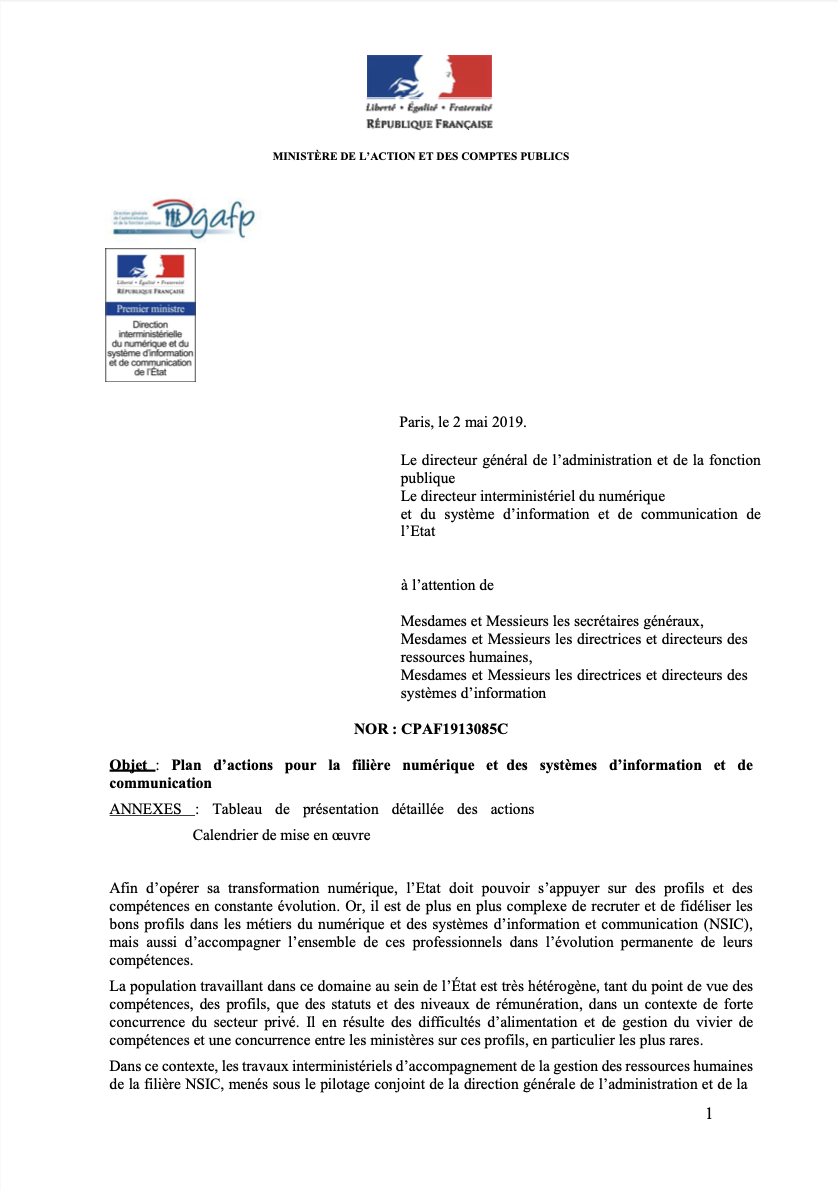 Liberté • Égalité • Fraternité
RÉPUBLIQUE FRANÇAISE
MINISTÈRE DE L’ACTION ET DES COMPTES PUBLICS
Direction générale
de l'administration
et de la fonction publique
Dgafp
Liberté • Égalité • Fraternité
RÉPUBLIQUE FRANÇAISE
Premier ministre
Direction
interministérielle
du numérique et du
système d'information
et de communication
de l'État
Paris, le 2 mai 2019.
Le directeur général de l’administration et de la fonction
publique
Le directeur interministériel du numérique
et du système d’information et de communication de
l’Etat
à l’attention de
Mesdames et Messieurs les secrétaires généraux,
Mesdames et Messieurs les directrices et directeurs des
ressources humaines,
Mesdames et Messieurs les directrices et directeurs des
systèmes d’information
NOR : CPAF1913085C
Objet : Plan d’actions pour la filière numérique et des systèmes d’information et de
communication
ANNEXES : Tableau de présentation détaillée des actions
Calendrier de mise en œuvre
Afin d’opérer sa transformation numérique, l’Etat doit pouvoir s’appuyer sur des profils et des
compétences en constante évolution. Or, il est de plus en plus complexe de recruter et de fidéliser les
bons profils dans les métiers du numérique et des systèmes d’information et communication (NSIC),
mais aussi d’accompagner l’ensemble de ces professionnels dans l’évolution permanente de leurs
compétences.
La population travaillant dans ce domaine au sein de l’État est très hétérogène, tant du point de vue des
compétences, des profils, que des statuts et des niveaux de rémunération, dans un contexte de forte
concurrence du secteur privé. Il en résulte des difficultés d’alimentation et de gestion du vivier de
compétences et une concurrence entre les ministères sur ces profils, en particulier les plus rares.
Dans ce contexte, les travaux interministériels d’accompagnement de la gestion des ressources humaines
de la filière NSIC, menés sous le pilotage conjoint de la direction générale de l’administration et de la
1